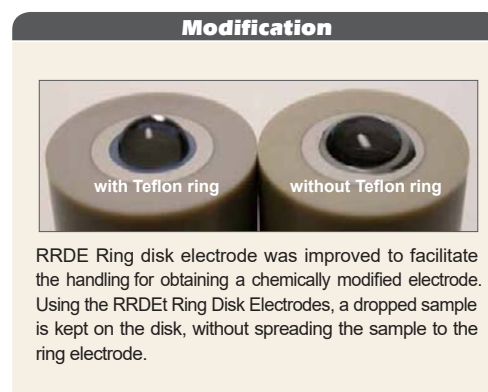 Modification
with Teflon ring without Teflon ring
RRDE Ring disk electrode was improved to facilitate
the handling for obtaining a chemically modified electrode.
Using the RRDEt Ring Disk Electrodes, a dropped sample
is kept on the disk, without spreading the sample to the
ring electrode.